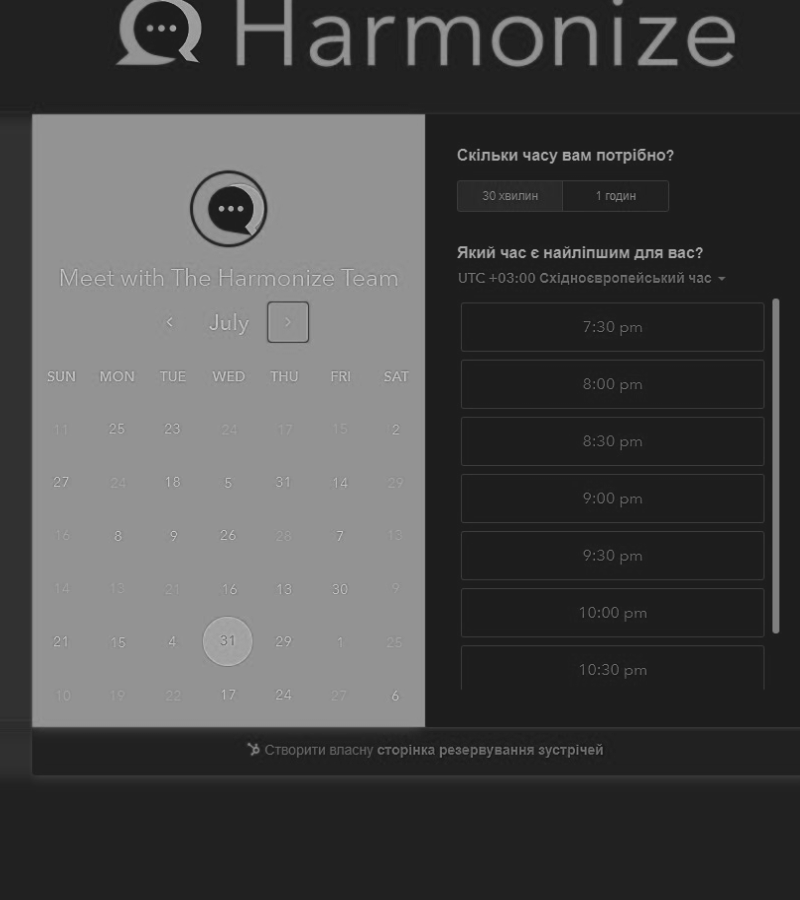 Harmonize
Meet with The Harmonize Team
July
SUN MON TUE WED THU FRI SAT
11 25 23 24 17 15 2
27 24 18 5 31 14 29
16 8 9 26 28 7 13
14 13 21 16 13 30 9
21 15 4 31 29 1 25
10 19 22 17 24 27 6
Скільки часу вам потрібно?
30 хвилин 1 годин
Який час є найліпшим для вас?
UTC +03:00 Східноєвропейський час
7:30 pm
8:00 pm
8:30 pm
9:00 pm
9:30 pm
10:00 pm
10:30 pm
Створити власну сторінка резервування зустрічей